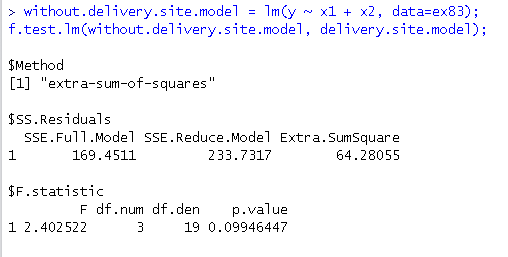 > without.delivery.site.model = lm(y ~ x1 + x2, data=ex83);
f.test.lm(without.delivery.site.model, delivery.site.model);
$Method
[1] "extra-sum-of-squares"
$SS.Residuals
SSE.Full.Model SSE.Reduce.Model Extra.SumSquare
1 169.4511 233.7317 64.28055
$F.statistic
F df.num df.den p.value
1 2.402522 3 19 0.09946447